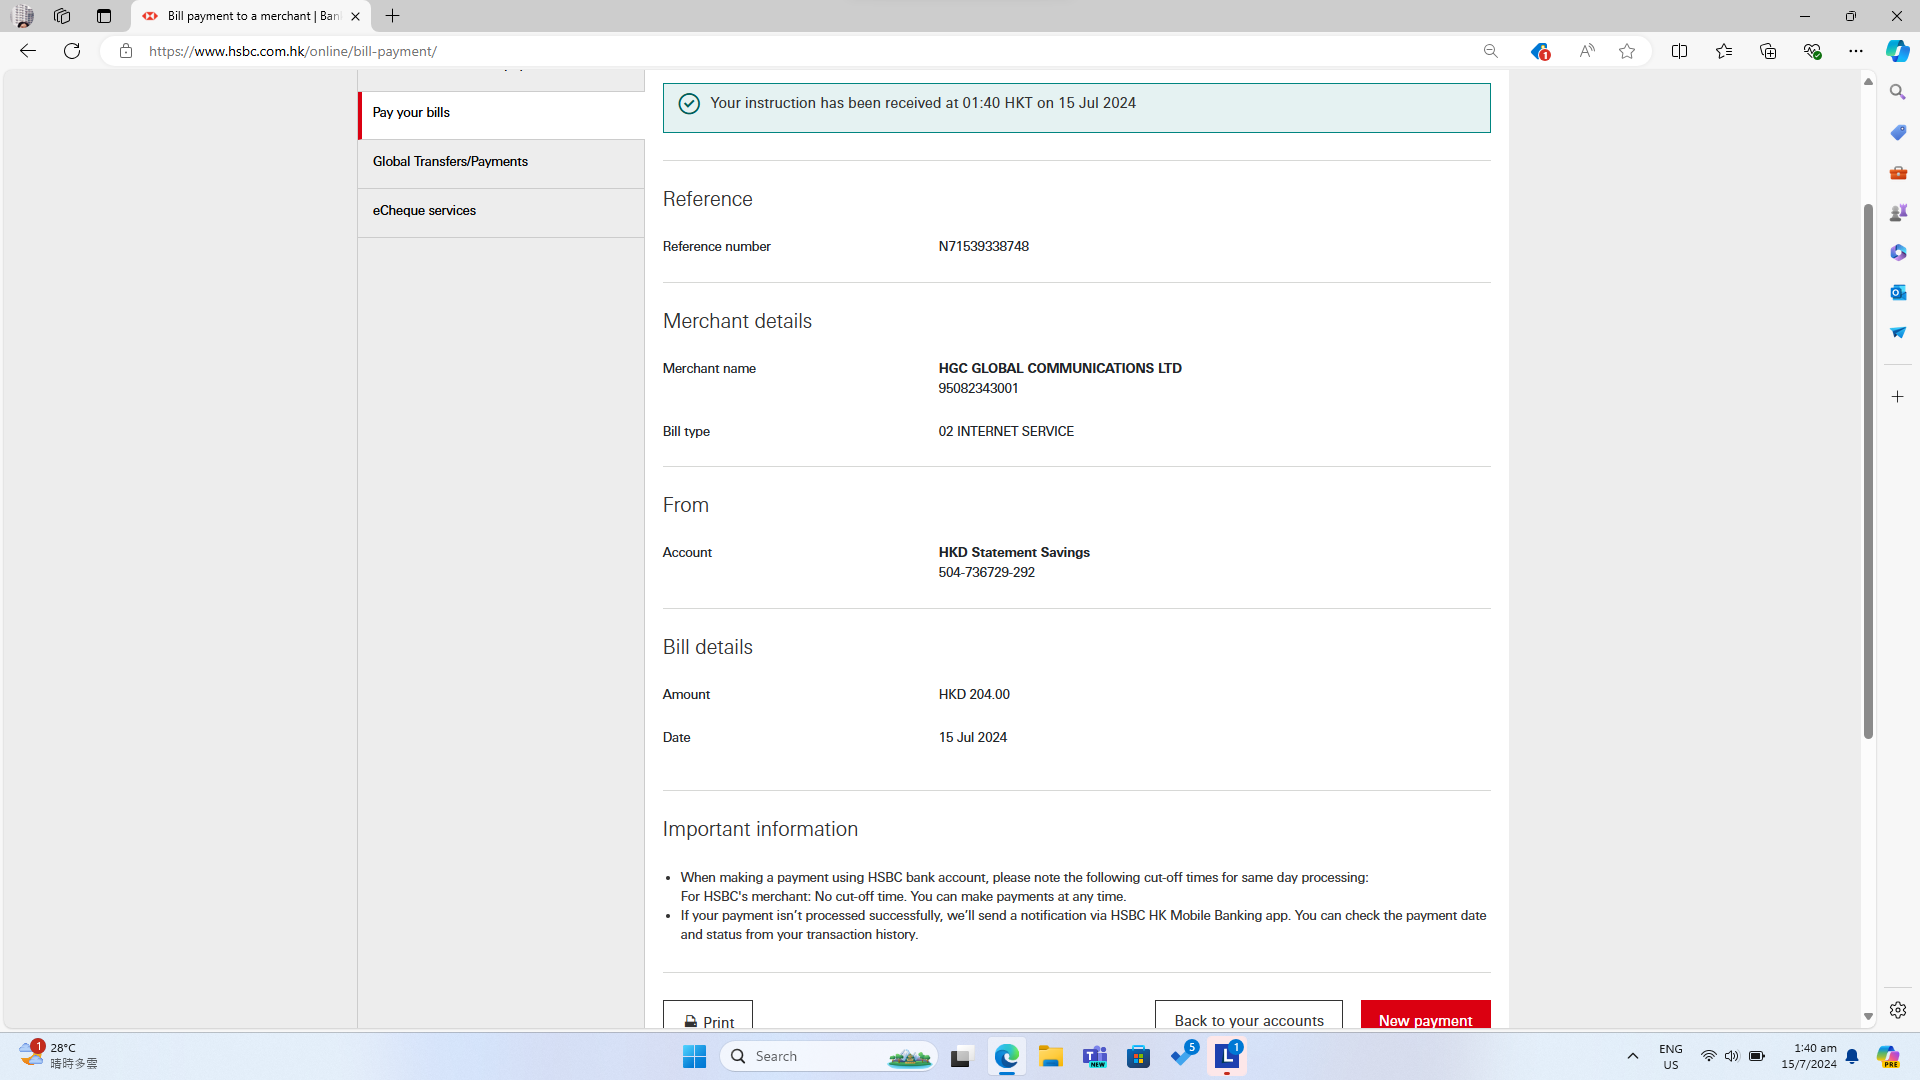 Bill payment to a merchant | Ban
https://www.hsbc.com.hk/online/bill-payment/
1
Pay your bills
Global Transfers/Payments
eCheque services
Your instruction has been received at 01:40 HKT on 15 Jul 2024
Reference
Reference number N71539338748
Merchant details
Merchant name HGC GLOBAL COMMUNICATIONS LTD
95082343001
Bill type 02 INTERNET SERVICE
From
Account HKD Statement Savings
504-736729-292
Bill details
Amount HKD 204.00
Date 15 Jul 2024
Important information
When making a payment using HSBC bank account, please note the following cut-off times for same day processing:
For HSBC's merchant: No cut-off time. You can make payments at any time.
If your payment isn’t processed successfully, we’ll send a notification via HSBC HK Mobile Banking app. You can check the payment date
and status from your transaction history.
Print Back to your accounts New payment
1 28°C
晴時多雲
Search
NEW
5
L 1
ENG
US
1:40 am
15/7/2024
PRE